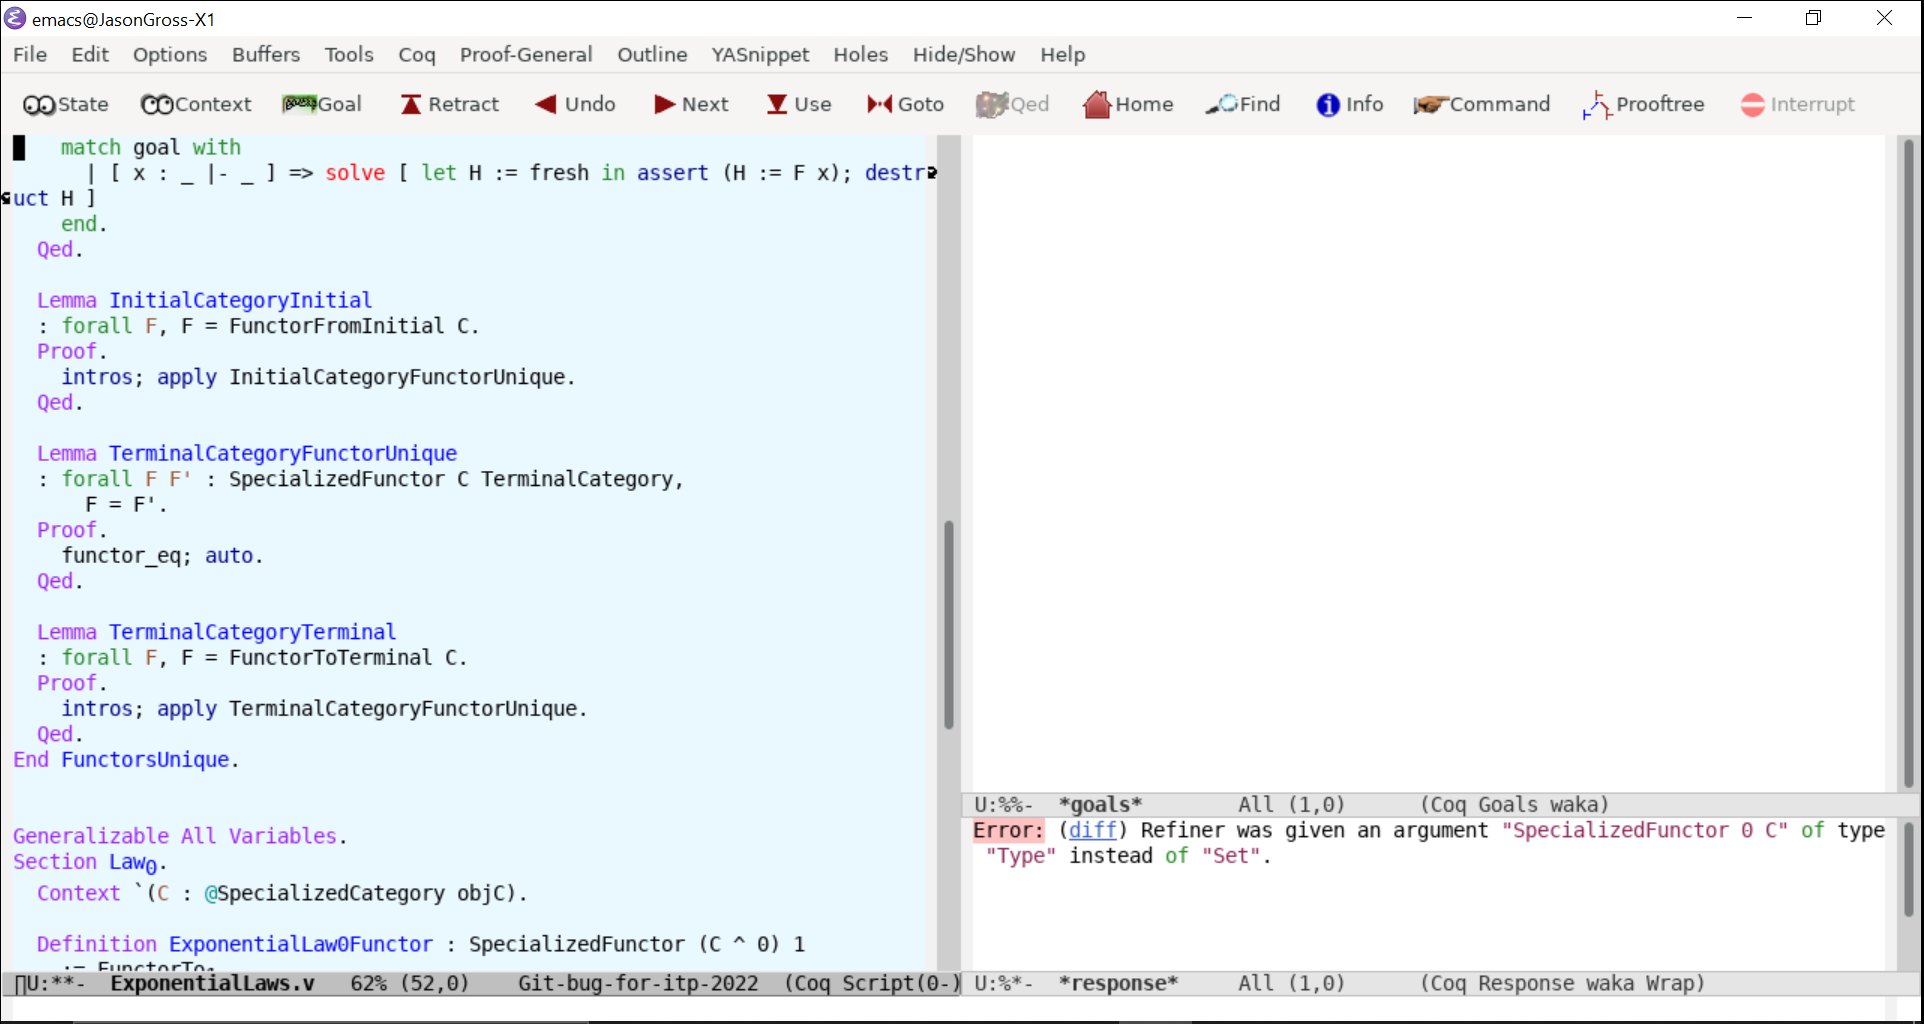 emacs@JasonGross-X1
File Edit Options Buffers Tools Coq Proof-General Outline YASnippet Holes Hide/Show Help
State Context Goal Retract Undo Next Use Goto Qed Home Find Info Command Prooftree Interrupt
match goal with
| [ x : _ |- _ ] => solve [ let H := fresh in assert (H := F x); destr
uct H ]
end.
Qed.
Lemma InitialCategoryInitial
: forall F, F = FunctorFromInitial C.
Proof.
intros; apply InitialCategoryFunctorUnique.
Qed.
Lemma TerminalCategoryFunctorUnique
: forall F F' : SpecializedFunctor C TerminalCategory,
F = F'.
Proof.
functor_eq; auto.
Qed.
Lemma TerminalCategoryTerminal
: forall F, F = FunctorToTerminal C.
Proof.
intros; apply TerminalCategoryFunctorUnique.
Qed.
End FunctorsUnique.
Generalizable All Variables.
Section Law0.
Context `(C : @SpecializedCategory objC).
Definition ExponentialLaw0Functor : SpecializedFunctor (C ^ 0) 1
:= FunctorTo
U:**- ExponentialLaws.v 62% (52,0) Git-bug-for-itp-2022 (Coq Script(0-)
U:%%- *goals* All (1,0) (Coq Goals waka)
Error: (diff) Refiner was given an argument "SpecializedFunctor 0 C" of type
"Type" instead of "Set".
U:%*- *response* All (1,0) (Coq Response waka Wrap)